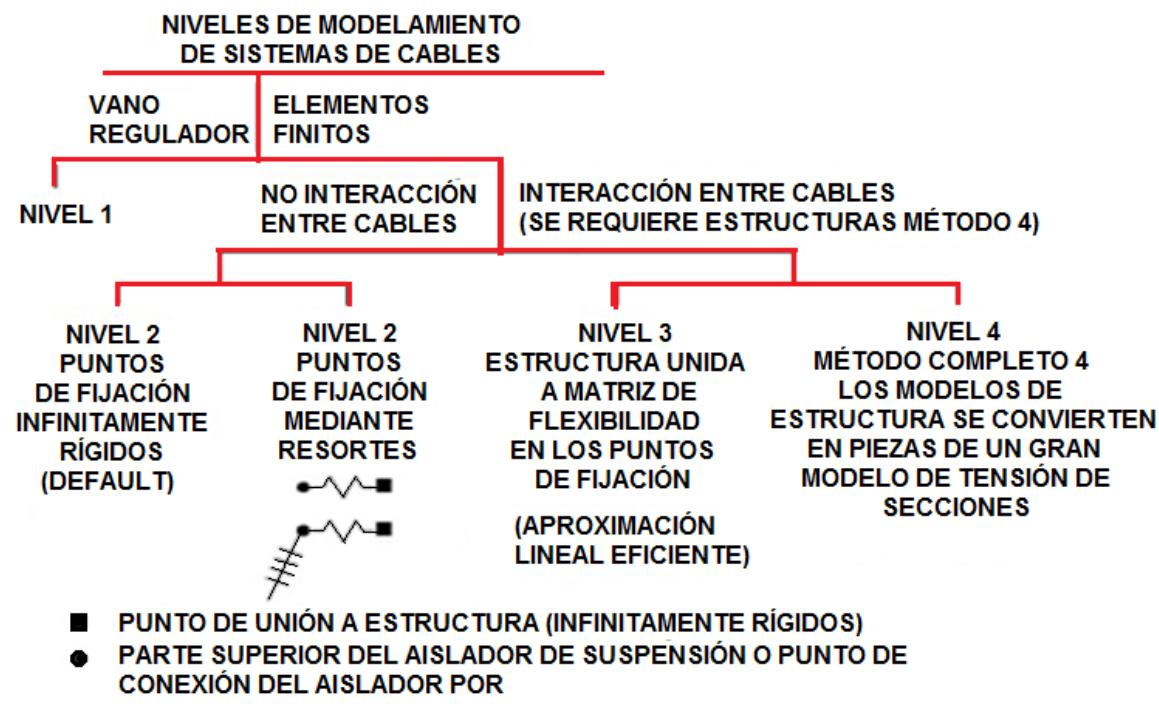 NIVELES DE MODELAMIENTO
DE SISTEMAS DE CABLES
VANO
REGULADOR
ELEMENTOS
FINITOS
NIVEL 1
NO INTERACCIÓN
ENTRE CABLES
INTERACCIÓN ENTRE CABLES
(SE REQUIERE ESTRUCTURAS MÉTODO 4)
NIVEL 2
PUNTOS
DE FIJACIÓN
INFINITAMENTE
RÍGIDOS
(DEFAULT)
NIVEL 2
PUNTOS
DE FIJACIÓN
MEDIANTE
RESORTES
NIVEL 3
ESTRUCTURA UNIDA
A MATRIZ DE
FLEXIBILIDAD
EN LOS PUNTOS
DE FIJACIÓN
(APROXIMACIÓN
LINEAL EFICIENTE)
NIVEL 4
MÉTODO COMPLETO 4
LOS MODELOS DE
ESTRUCTURA SE CONVIERTEN
EN PIEZAS DE UN GRAN
MODELO DE TENSIÓN DE
SECCIONES
PUNTO DE UNIÓN A ESTRUCTURA (INFINITAMENTE RÍGIDOS)
PARTE SUPERIOR DEL AISLADOR DE SUSPENSIÓN O PUNTO DE
CONEXIÓN DEL AISLADOR POR